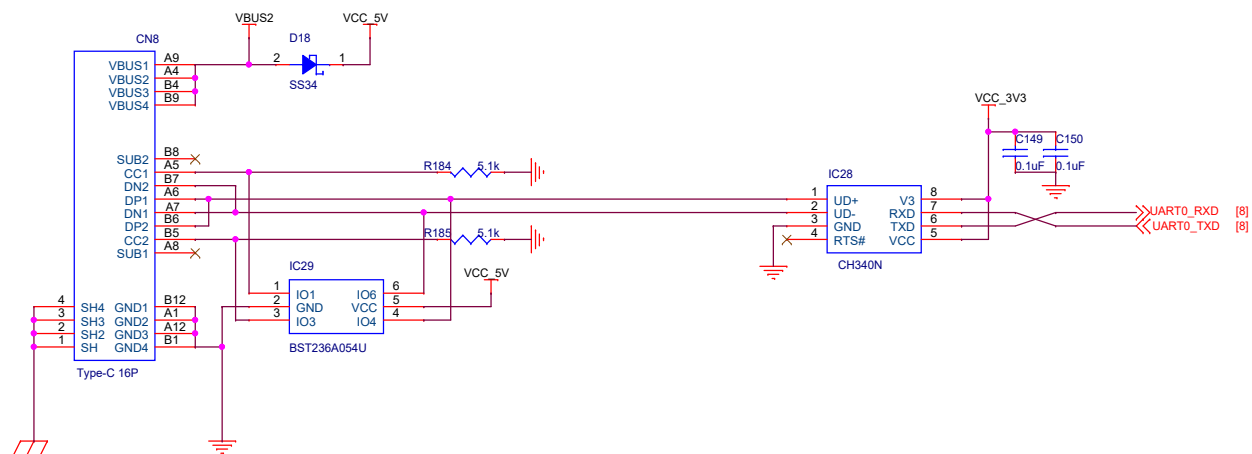 VBUS2
VCC_5V
CN8
D18
A9
VBUS1
2
1
A4
VBUS2
SS34
B4
VBUS3
B9
VBUS4
VCC_3V3
C149
C150
0.1uF
0.1uF
B8
SUB2
A5
CC1
R184
5.1k
B7
DN2
A6
DP1
A7
DN1
B6
DP2
B5
CC2
R185
5.1k
A8
SUB1
IC28
1
UD+
V3
8
2
UD-
RXD
7
3
GND
TXD
6
4
RTS#
VCC
5
CH340N
UART0_RXD [8]
UART0_TXD [8]
IC29
VCC_5V
1
IO1
IO6
6
2
GND
VCC
5
3
IO3
IO4
4
BST236A054U
4
SH4
GND1
B12
3
SH3
GND2
A1
2
SH2
GND3
A12
1
SH
GND4
B1
Type-C 16P